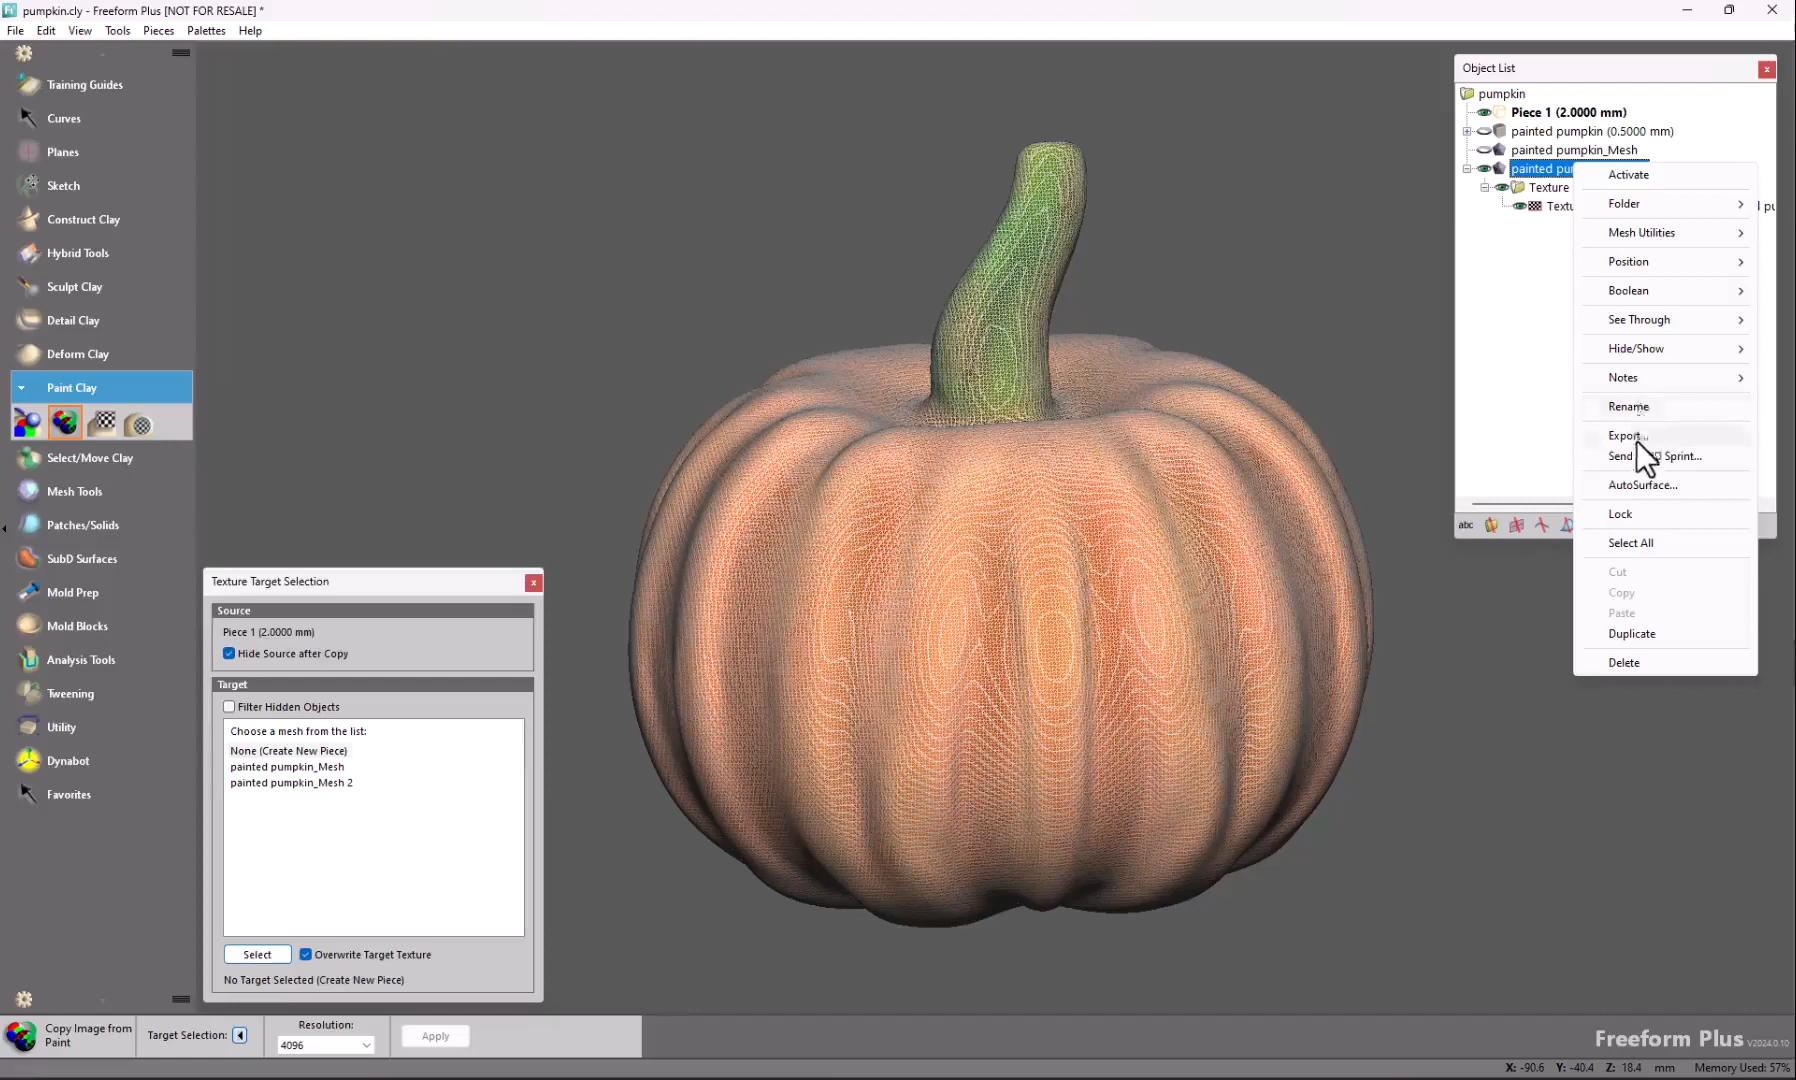 pumpkin.cly - Freeform Plus [NOT FOR RESALE] *
File Edit View Tools Pieces Palettes Help
Training Guides
Curves
Planes
Sketch
Construct Clay
Hybrid Tools
Sculpt Clay
Detail Clay
Deform Clay
Paint Clay
Select/Move Clay
Mesh Tools
Patches/Solids
SubD Surfaces
Mold Prep
Mold Blocks
Analysis Tools
Tweening
Utility
Dynabot
Favorites
Texture Target Selection
Source
Piece 1 (2.0000 mm)
Hide Source after Copy
Target
Filter Hidden Objects
Choose a mesh from the list:
None (Create New Piece)
painted pumpkin_Mesh
painted pumpkin_Mesh 2
Select
Overwrite Target Texture
No Target Selected (Create New Piece)
Object List
pumpkin
Piece 1 (2.0000 mm)
painted pumpkin (0.5000 mm)
painted pumpkin_Mesh
painted pu
Texture
Activate
Folder
Mesh Utilities
Position
Boolean
See Through
Hide/Show
Notes
Rename
Export...
Send Sprint...
AutoSurface...
Lock
Select All
Cut
Copy
Paste
Duplicate
Delete
abc
Copy Image from
Paint
Target Selection:
Resolution:
4096
Apply
Freeform Plus V2024.0.10
X: -90.6 Y: -40.4 Z: 18.4 mm Memory Used: 57%